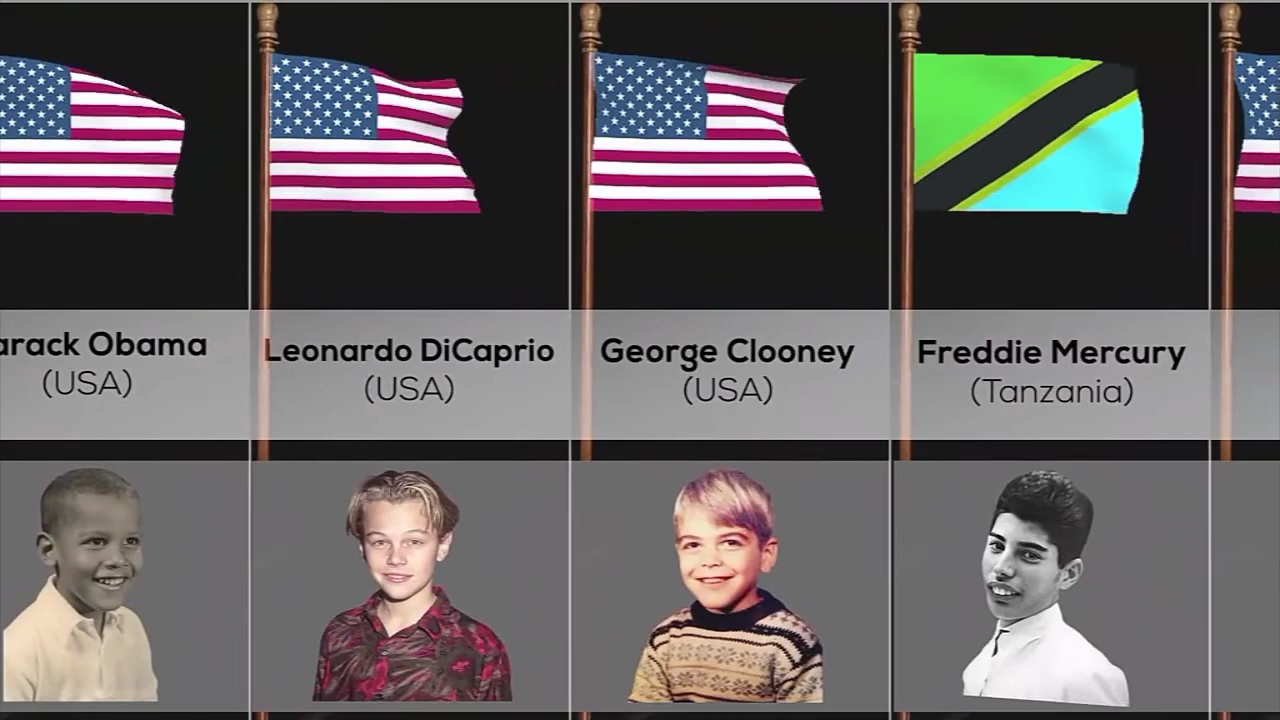 arack Obama
(USA)
Leonardo DiCaprio
(USA)
George Clooney
(USA)
Freddie Mercury
(Tanzania)